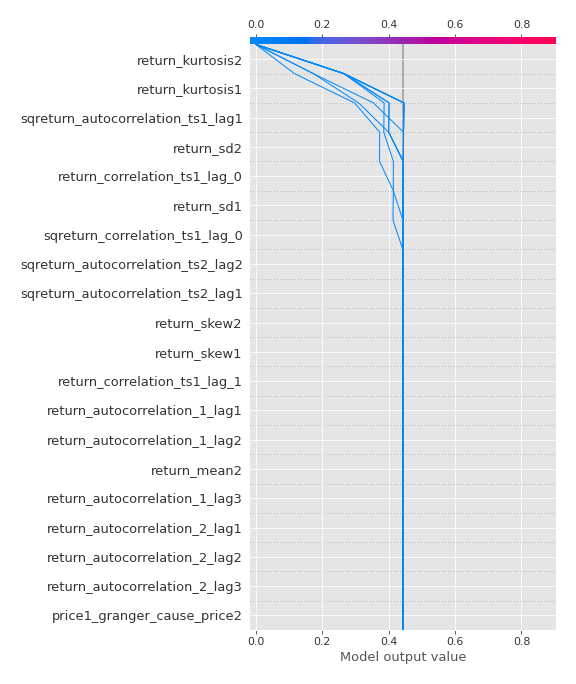 0.0 0.2 0.4 0.6 0.8
return_kurtosis2
return_kurtosis1
sqreturn_autocorrelation_ts1_lag1
return_sd2
return_correlation_ts1_lag_0
return_sd1
sqreturn_correlation_ts1_lag_0
sqreturn_autocorrelation_ts2_lag2
sqreturn_autocorrelation_ts2_lag1
return_skew2
return_skew1
return_correlation_ts1_lag_1
return_autocorrelation_1_lag1
return_autocorrelation_1_lag2
return_mean2
return_autocorrelation_1_lag3
return_autocorrelation_2_lag1
return_autocorrelation_2_lag2
return_autocorrelation_2_lag3
price1_granger_cause_price2
0.0 0.2 0.4 0.6 0.8
Model output value